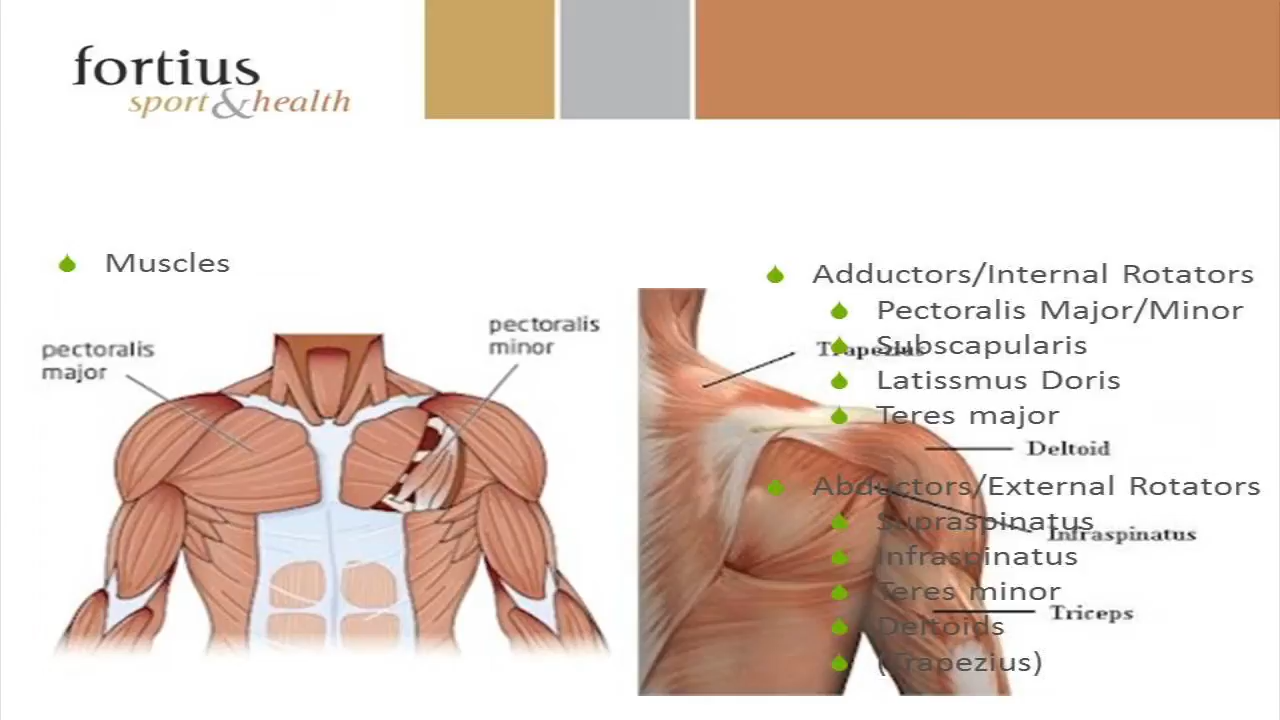 fortius
sport&health
Muscles
pectoralis
major
pectoralis
minor
Adductors/Internal Rotators
Pectoralis Major/Minor
Subscapularis
Latissmus Doris
Teres major
Abductors/External Rotators
Supraspinatus
Infraspinatus
Teres minor
Deltoids
(Trapezius)
Trapezius
Deltoid
Infraspinatus
Triceps